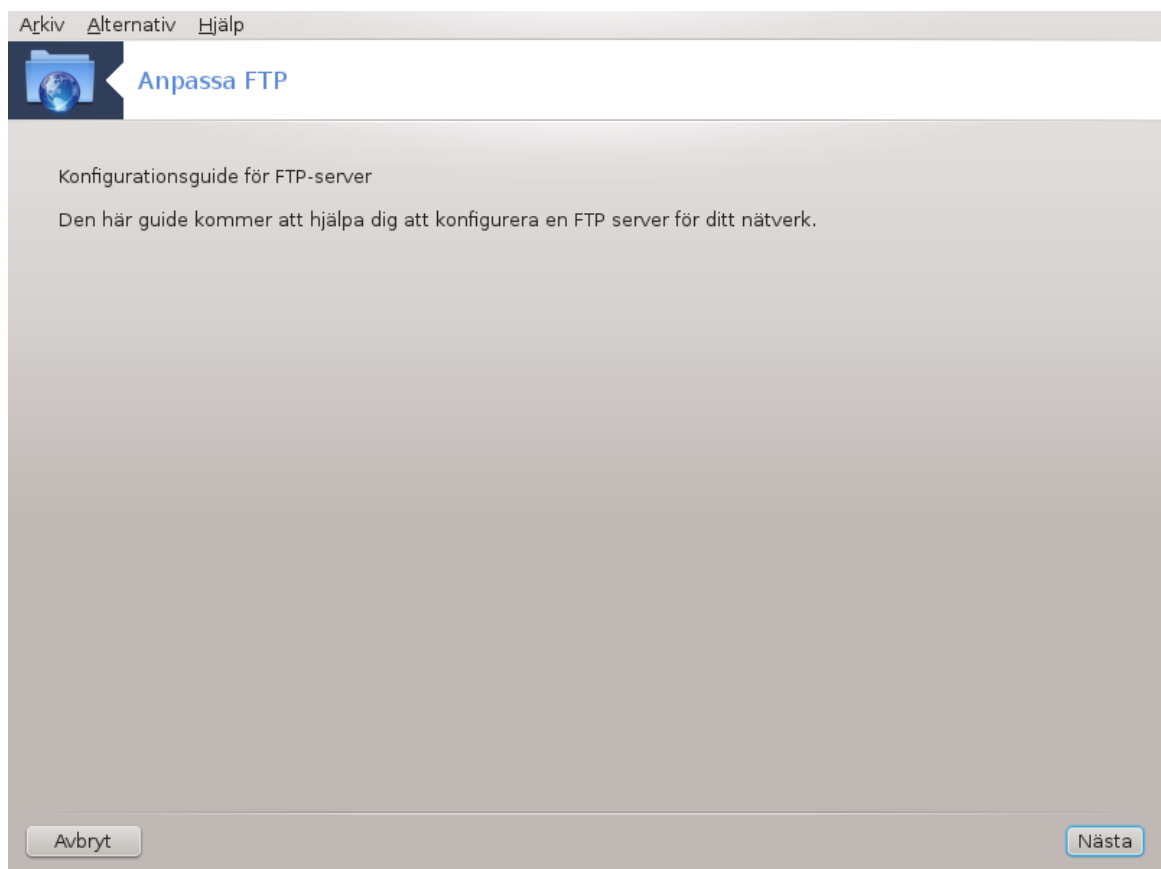 Arkiv Alternativ Hjälp
Anpassa FTP
Konfigurationsguide för FTP-server
Den här guide kommer att hjälpa dig att konfigurera en FTP server för ditt nätverk.
Avbryt Nästa